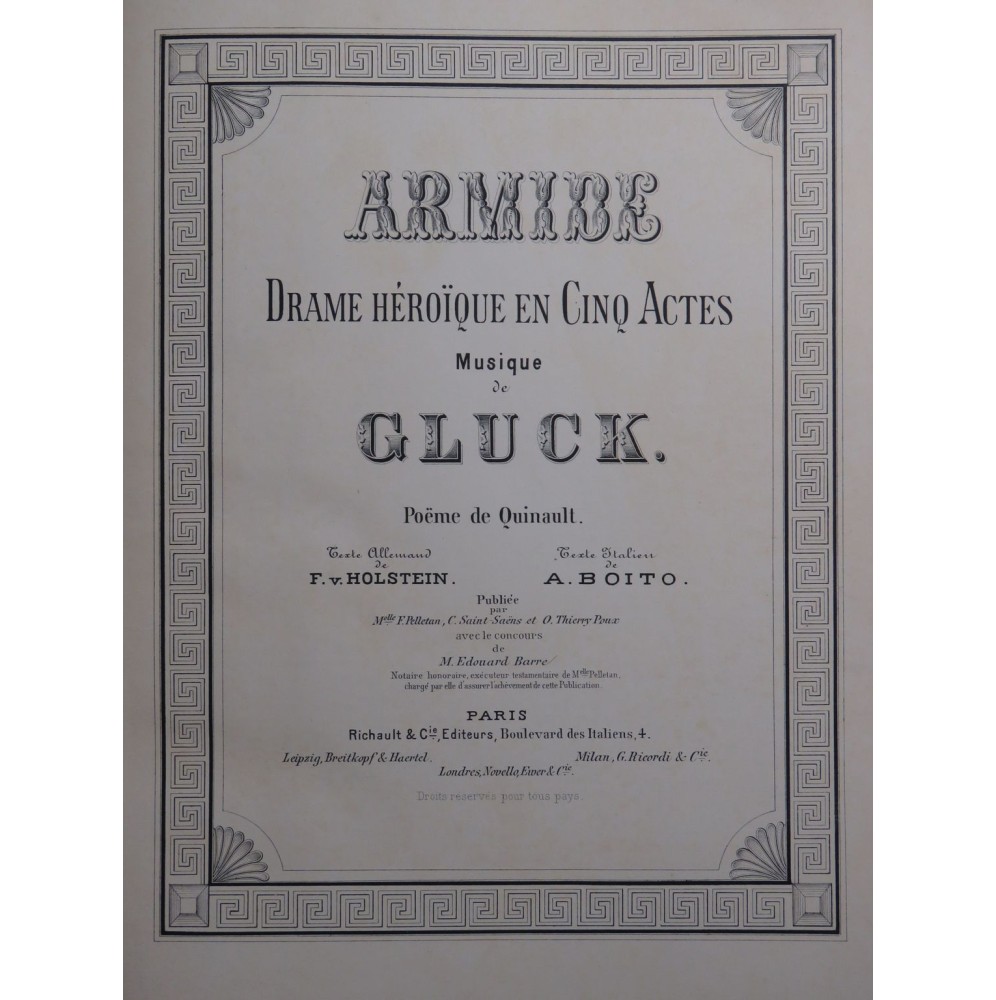 ARMIDE
DRAME HÉROÏQUE EN CINQ ACTES
Musique
de
GLUCK.
Poëme de Quinault.
Texte Allemand
de
F. v. HOLSTEIN.
Texte Italien
de
A. BOITO.
Publiée
par
Melle F. Pelletan, C. Saint Saëns et O. Thierry Poux
avec le concours
de
M. Edouard Barre
Notaire honoraire, exécuteur testamentaire de Melle Pelletan,
chargé par elle d'assurer l'achèvement de cette Publication.
PARIS
Richault & Cie, Editeurs, Boulevard des Italiens, 4.
Leipzig, Breitkopf & Haertel.
Milan, G. Ricordi & Cie.
Londres, Novello, Ewer & Cie.
Droits réservés pour tous pays.